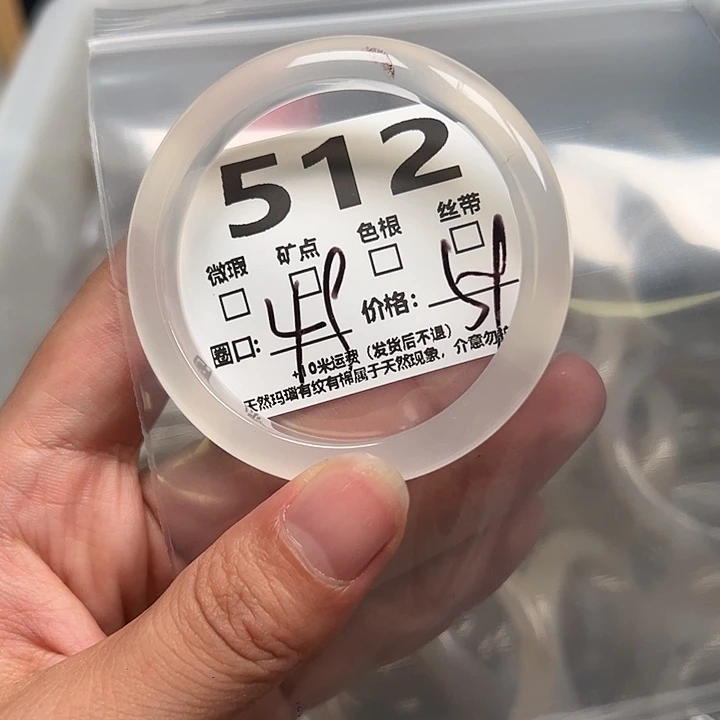 512
微瑕 矿点 色根 丝带
圈口： 价格：
+10米运费（发货后不退）
天然玛瑙有纹有棉属于天然现象，介意勿